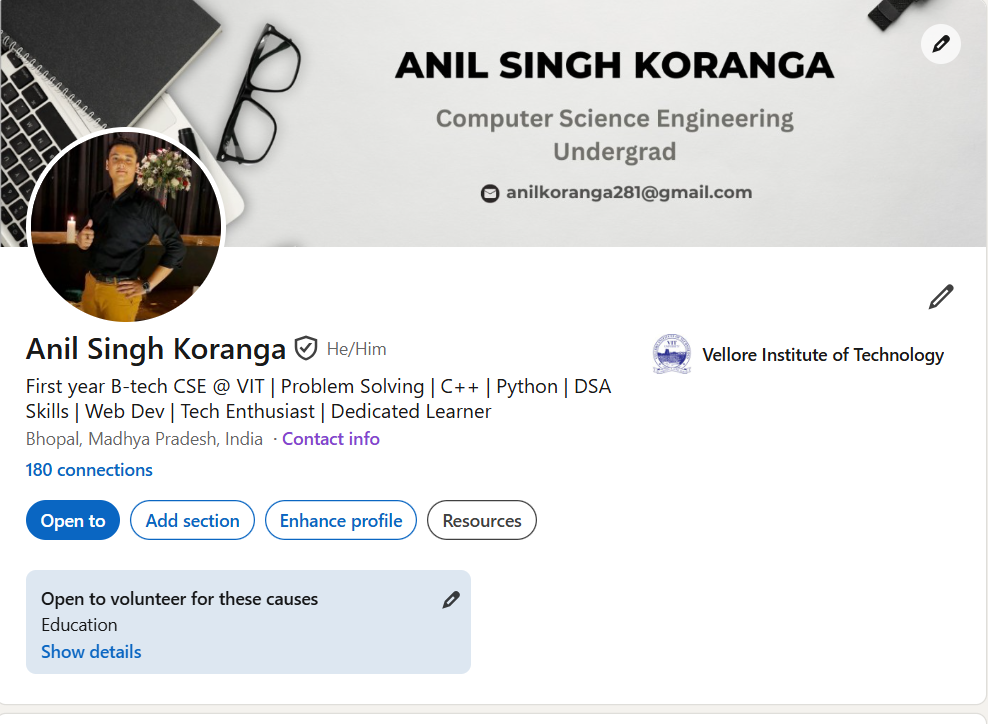 ANIL SINGH KORANGA
Computer Science Engineering
Undergrad
anilkoranga281@gmail.com
Anil Singh Koranga He/Him
Vellore Institute of Technology
First year B-tech CSE @ VIT | Problem Solving | C++ | Python | DSA
Skills | Web Dev | Tech Enthusiast | Dedicated Learner
Bhopal, Madhya Pradesh, India · Contact info
180 connections
Open to Add section Enhance profile Resources
Open to volunteer for these causes
Education
Show details